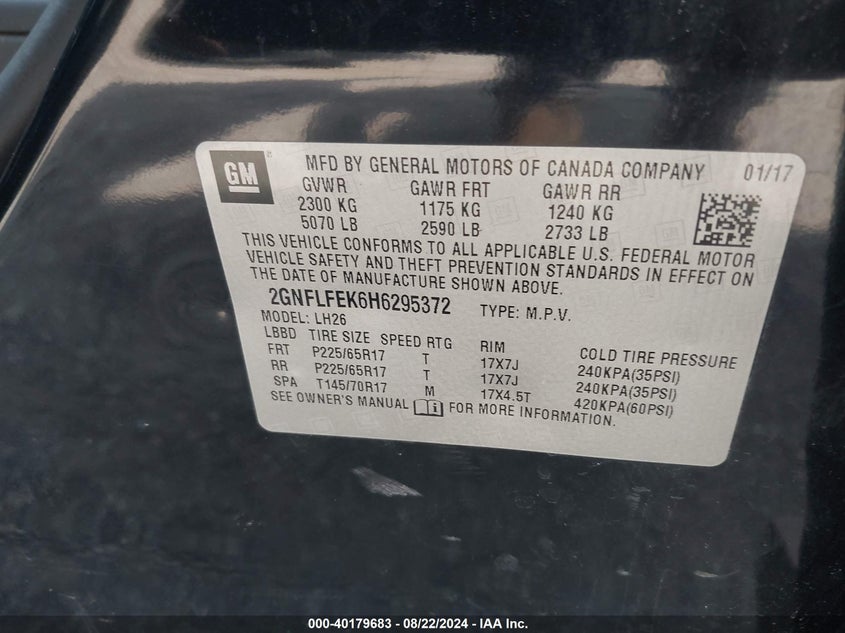 GM MFD BY GENERAL MOTORS OF CANADA COMPANY 01/17
GVWR GAWR FRT GAWR RR
2300 KG 1175 KG 1240 KG
5070 LB 2590 LB 2733 LB
THIS VEHICLE CONFORMS TO ALL APPLICABLE U.S. FEDERAL MOTOR
VEHICLE SAFETY AND THEFT PREVENTION STANDARDS IN EFFECT ON
THE DATE OF MANUFACTURE SHOWN ABOVE.
2GNFLFEK6H6295372 TYPE: M.P.V.
MODEL: LH26
LBBD TIRE SIZE SPEED RTG RIM COLD TIRE PRESSURE
FRT P225/65R17 T 17X7J 240KPA(35PSI)
RR P225/65R17 T 17X7J 240KPA(35PSI)
SPA T145/70R17 M 17X4.5T 420KPA(60PSI)
SEE OWNER'S MANUAL FOR MORE INFORMATION.
000-40179683 - 08/22/2024 - IAA Inc.